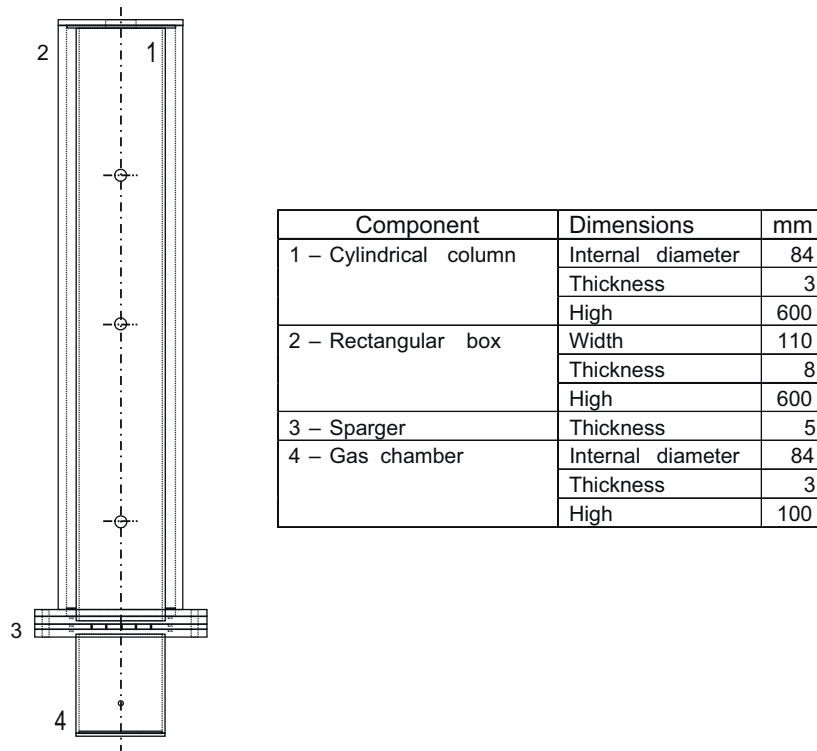 2
1
3
4
Component Dimensions mm
1 – Cylindrical column Internal diameter 84
Thickness 3
High 600
2 – Rectangular box Width 110
Thickness 8
High 600
3 – Sparger Thickness 5
4 – Gas chamber Internal diameter 84
Thickness 3
High 100